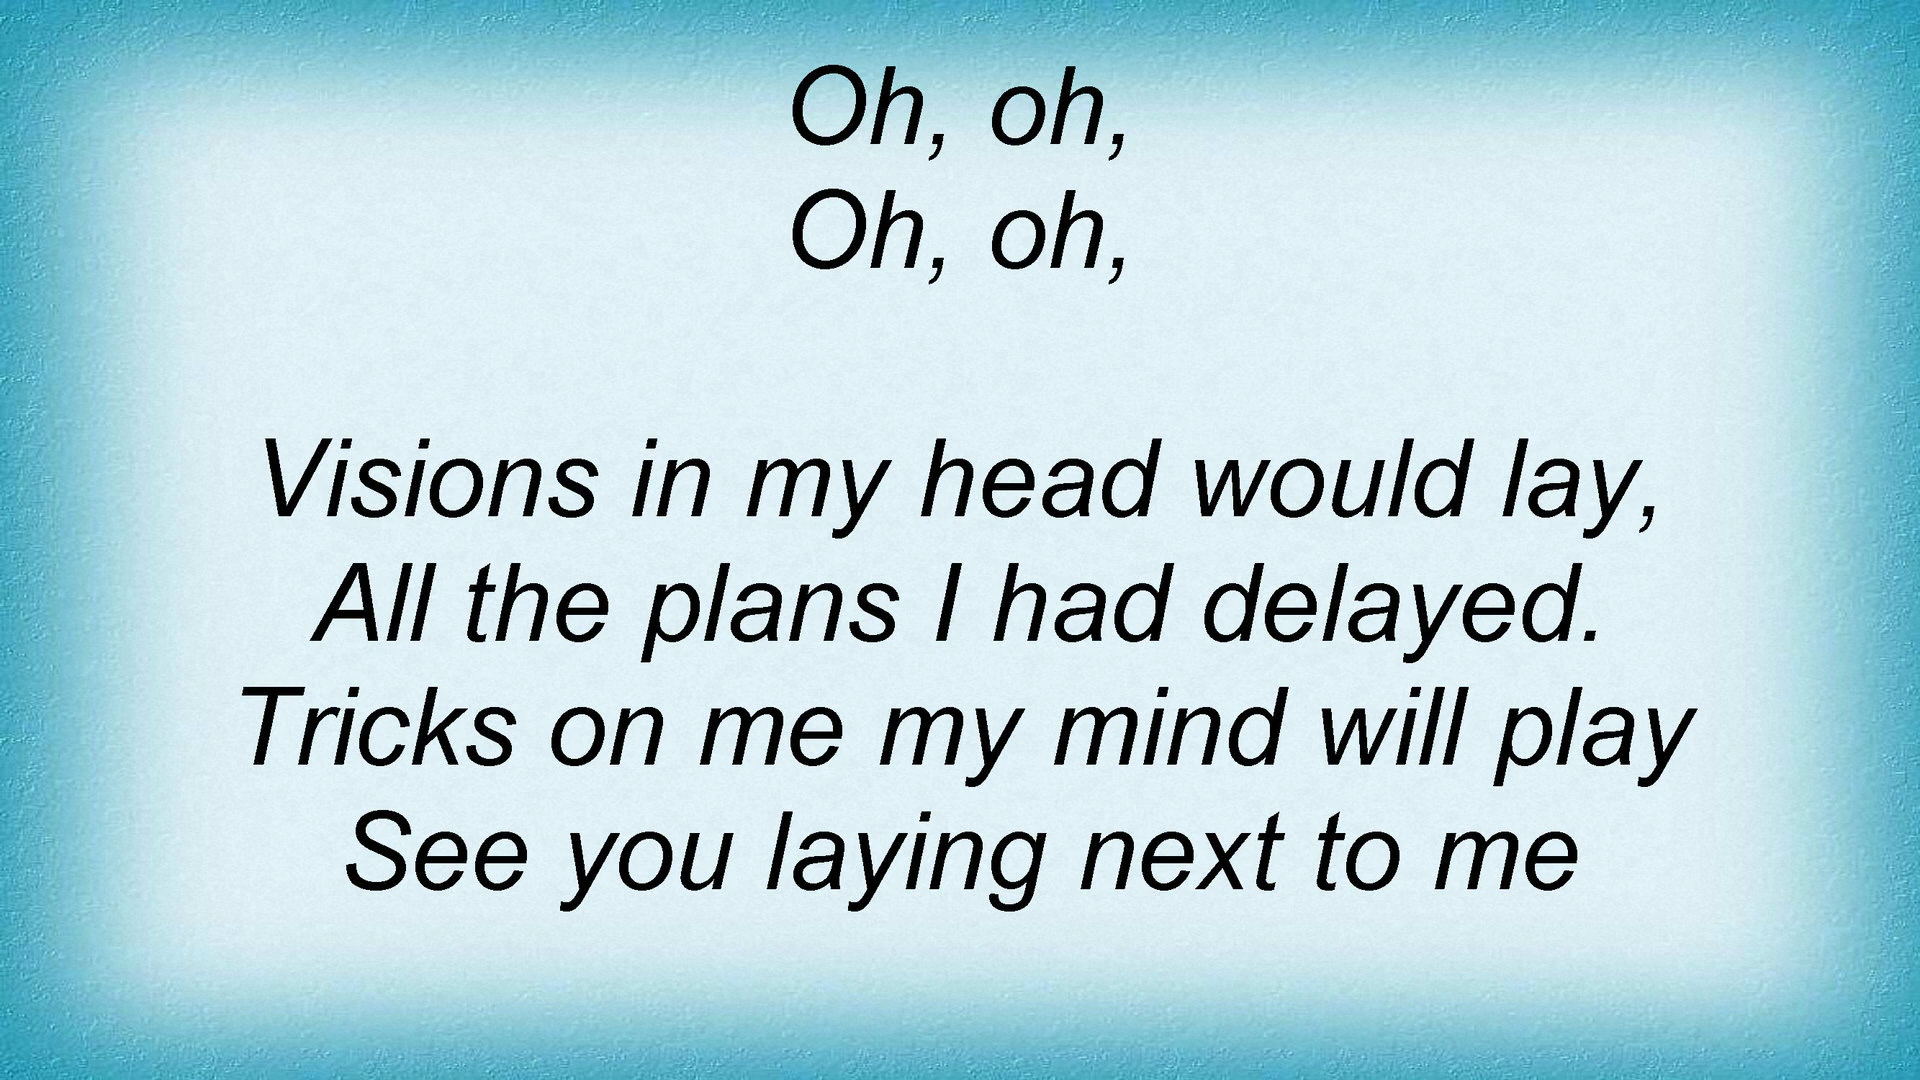 Oh, oh,
Oh, oh,
Visions in my head would lay,
All the plans I had delayed.
Tricks on me my mind will play
See you laying next to me